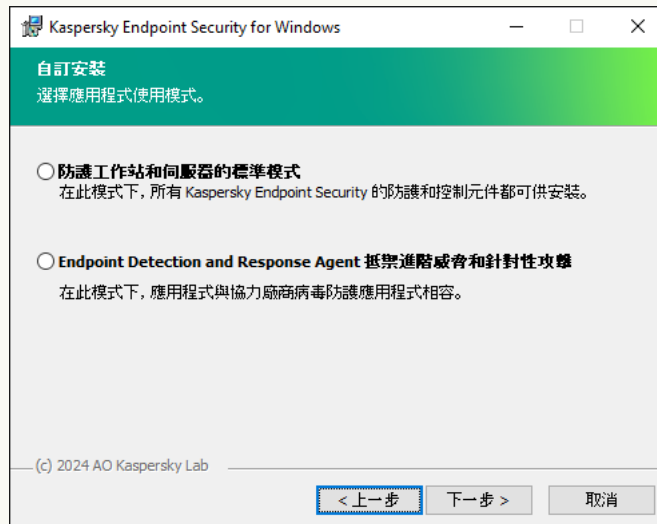 Kaspersky Endpoint Security for Windows
自訂安裝
選擇應用程式使用模式。
防護工作站和伺服器的標準模式
在此模式下，所有 Kaspersky Endpoint Security 的防護和控制元件都可供安裝。
Endpoint Detection and Response Agent 抵禦進階威脅和針對性攻擊
在此模式下，應用程式與協力廠商病毒防護應用程式相容。
(c) 2024 AO Kaspersky Lab
< 上一步 下一步 > 取消